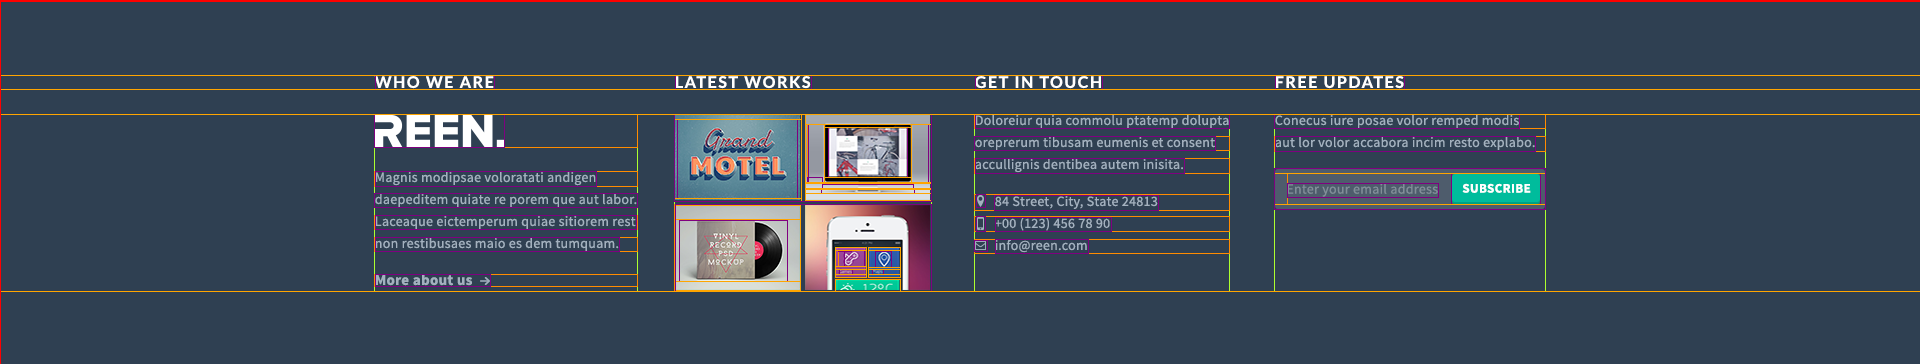 WHO WE ARE
REEN.
Magnis modipsae voloratati andigen
daepeditem quiate re porem que aut labor.
Laceaque eictemperum quiae sitiorem rest
non restibusaes maio es dem tumquam.
More about us →
LATEST WORKS
Grand
MOTEL
VINYL
RECORD
PSD
MOCKUP
12°C
GET IN TOUCH
Doloreiur quia commolu ptatemp dolupta
oreprerum tibusam eumenis et consent
accullignis dentibea autem inisita.
84 Street, City, State 24813
+00 (123) 456 78 90
info@reen.com
FREE UPDATES
Conecus iure posae volor remped modis
aut lor volor accabora incim resto explabo.
Enter your email address
SUBSCRIBE